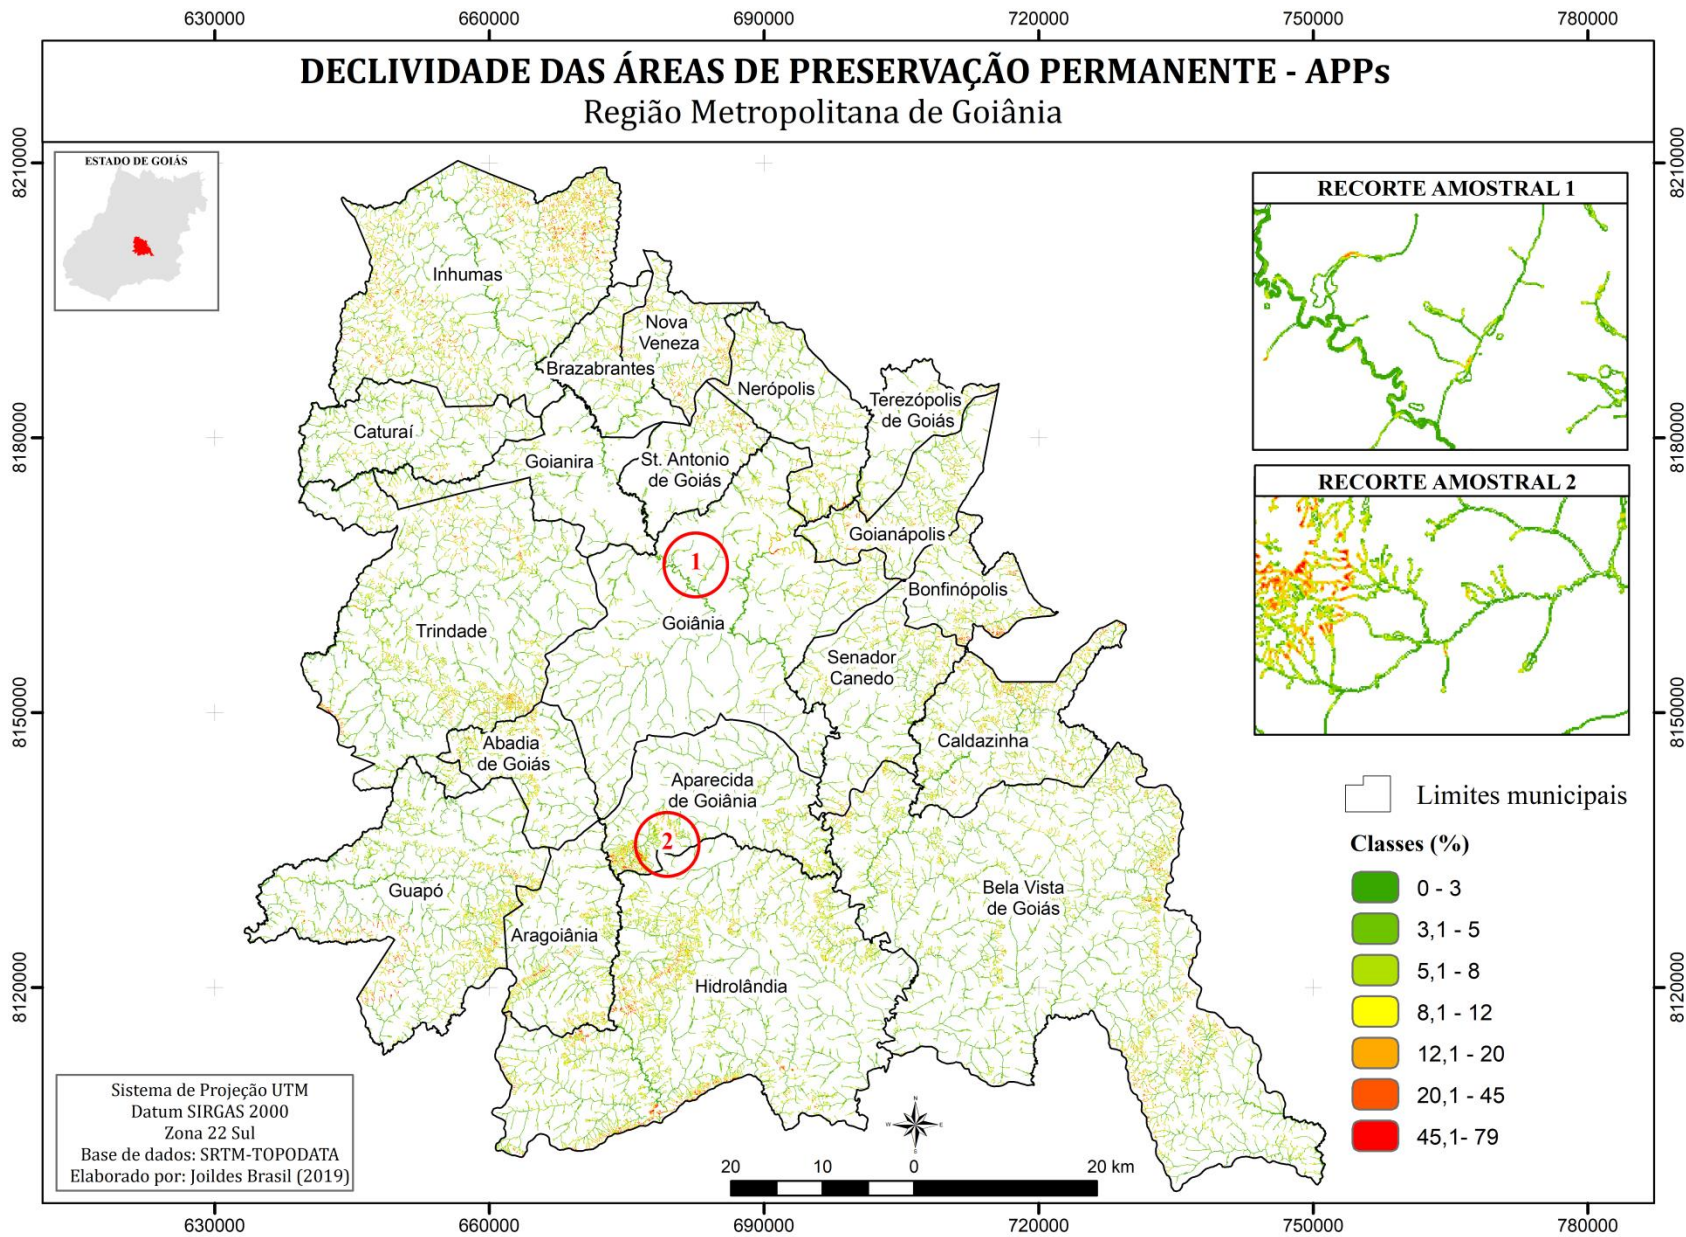 630000
660000
690000
720000
750000
780000
DECLIVIDADE DAS ÁREAS DE PRESERVAÇÃO PERMANENTE - APPs
Região Metropolitana de Goiânia
8210000
8210000
ESTADO DE GOIÁS
RECORTE AMOSTRAL 1
Inhumas
Nova
Veneza
Brazabrantes
Nerópolis
Terezópolis
de Goiás
8180000
8180000
Caturaí
Goianira
St. Antonio
de Goiás
RECORTE AMOSTRAL 2
Goianápolis
1
Bonfinópolis
Goiânia
Trindade
Senador
Canedo
8150000
8150000
Abadia
de Goiás
Caldazinha
Aparecida
de Goiânia
2
Limites municipais
Classes (%)
Guapó
Bela Vista
de Goiás
Aragoiânia
Hidrolândia
0 - 3
3,1 - 5
5,1 - 8
8,1 - 12
12,1 - 20
20,1 - 45
45,1- 79
8120000
8120000
Sistema de Projeção UTM
Datum SIRGAS 2000
Zona 22 Sul
Base de dados: SRTM-TOPODATA
Elaborado por: Joildes Brasil (2019)
N
W
E
S
20
10
0
20 km
630000
660000
690000
720000
750000
780000